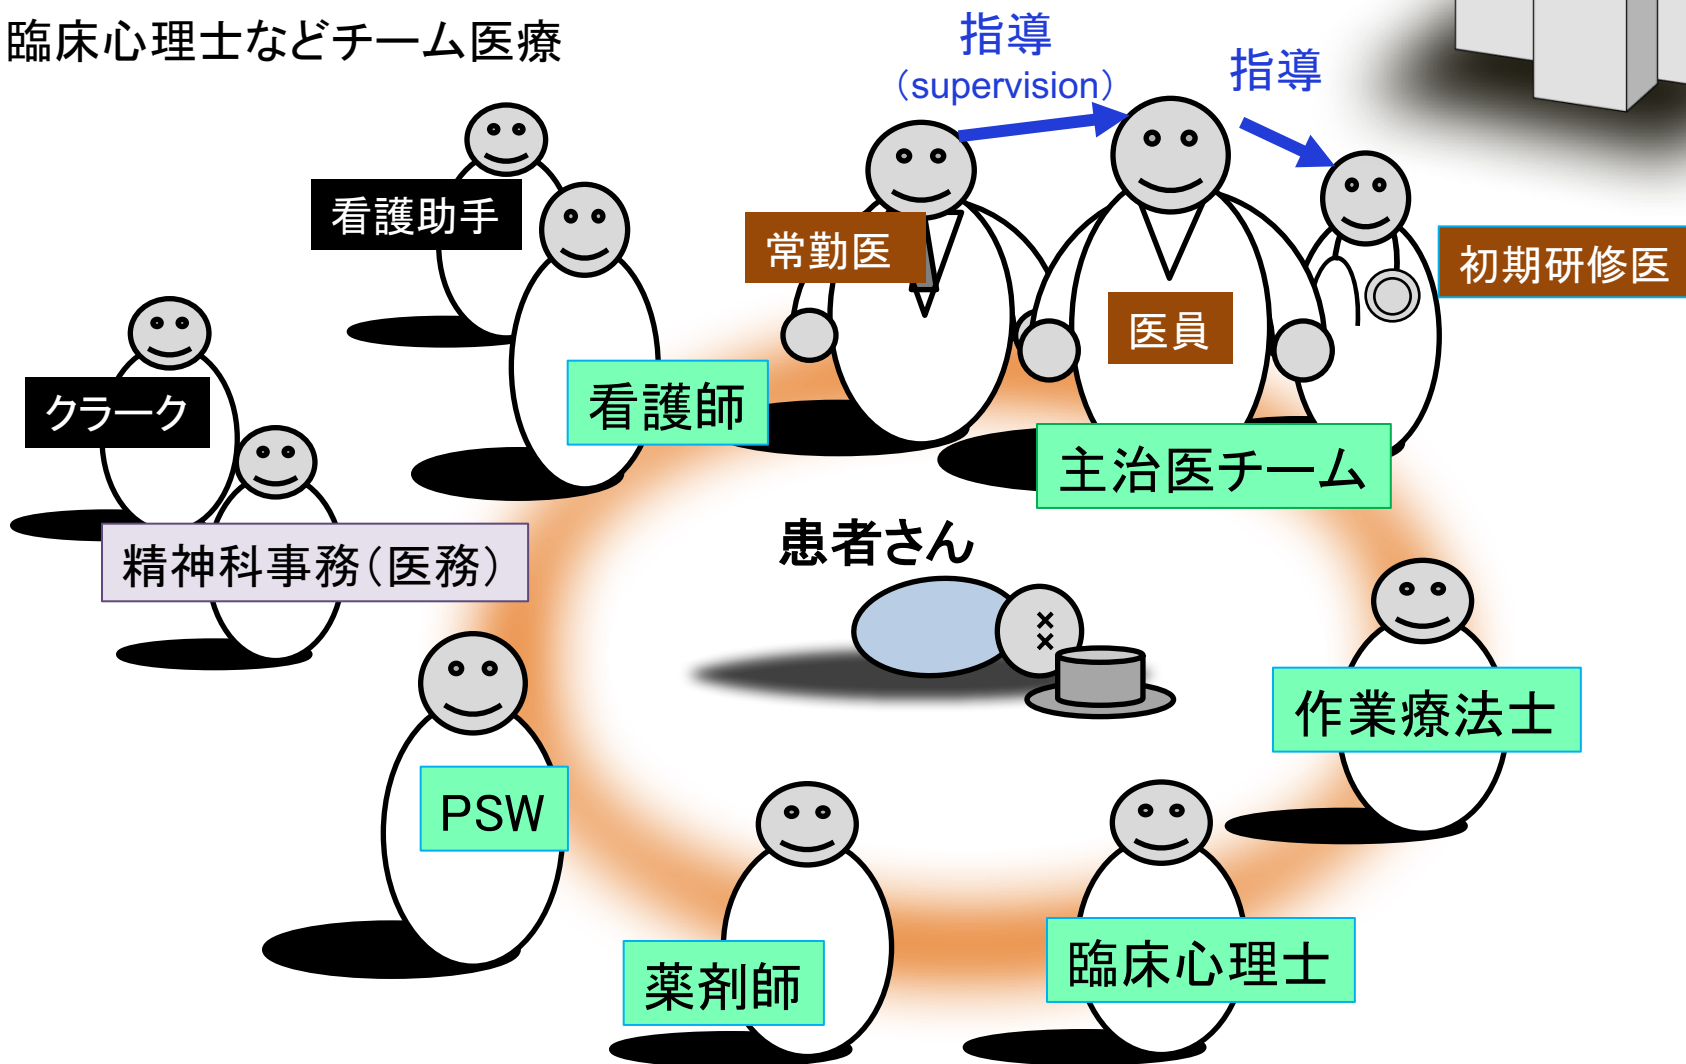 臨床心理士などチーム医療
指導
（supervision）
指導
看護助手
常勤医
初期研修医
医員
クラーク
看護師
主治医チーム
精神科事務（医務）
患者さん
作業療法士
PSW
薬剤師
臨床心理士